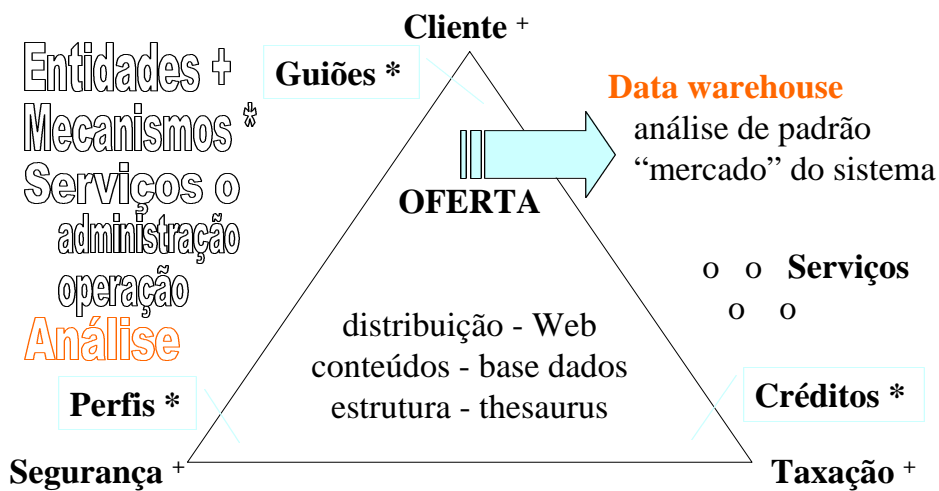 Cliente +
Entidades +
Mecanismos *
Serviços o
administração
operação
Análise
Guiões *
Data warehouse
análise de padrão
“mercado” do sistema
OFERTA
o o Serviços
o o
distribuição - Web
conteúdos - base dados
estrutura - thesaurus
Perfis *
Créditos *
Segurança +
Taxação +